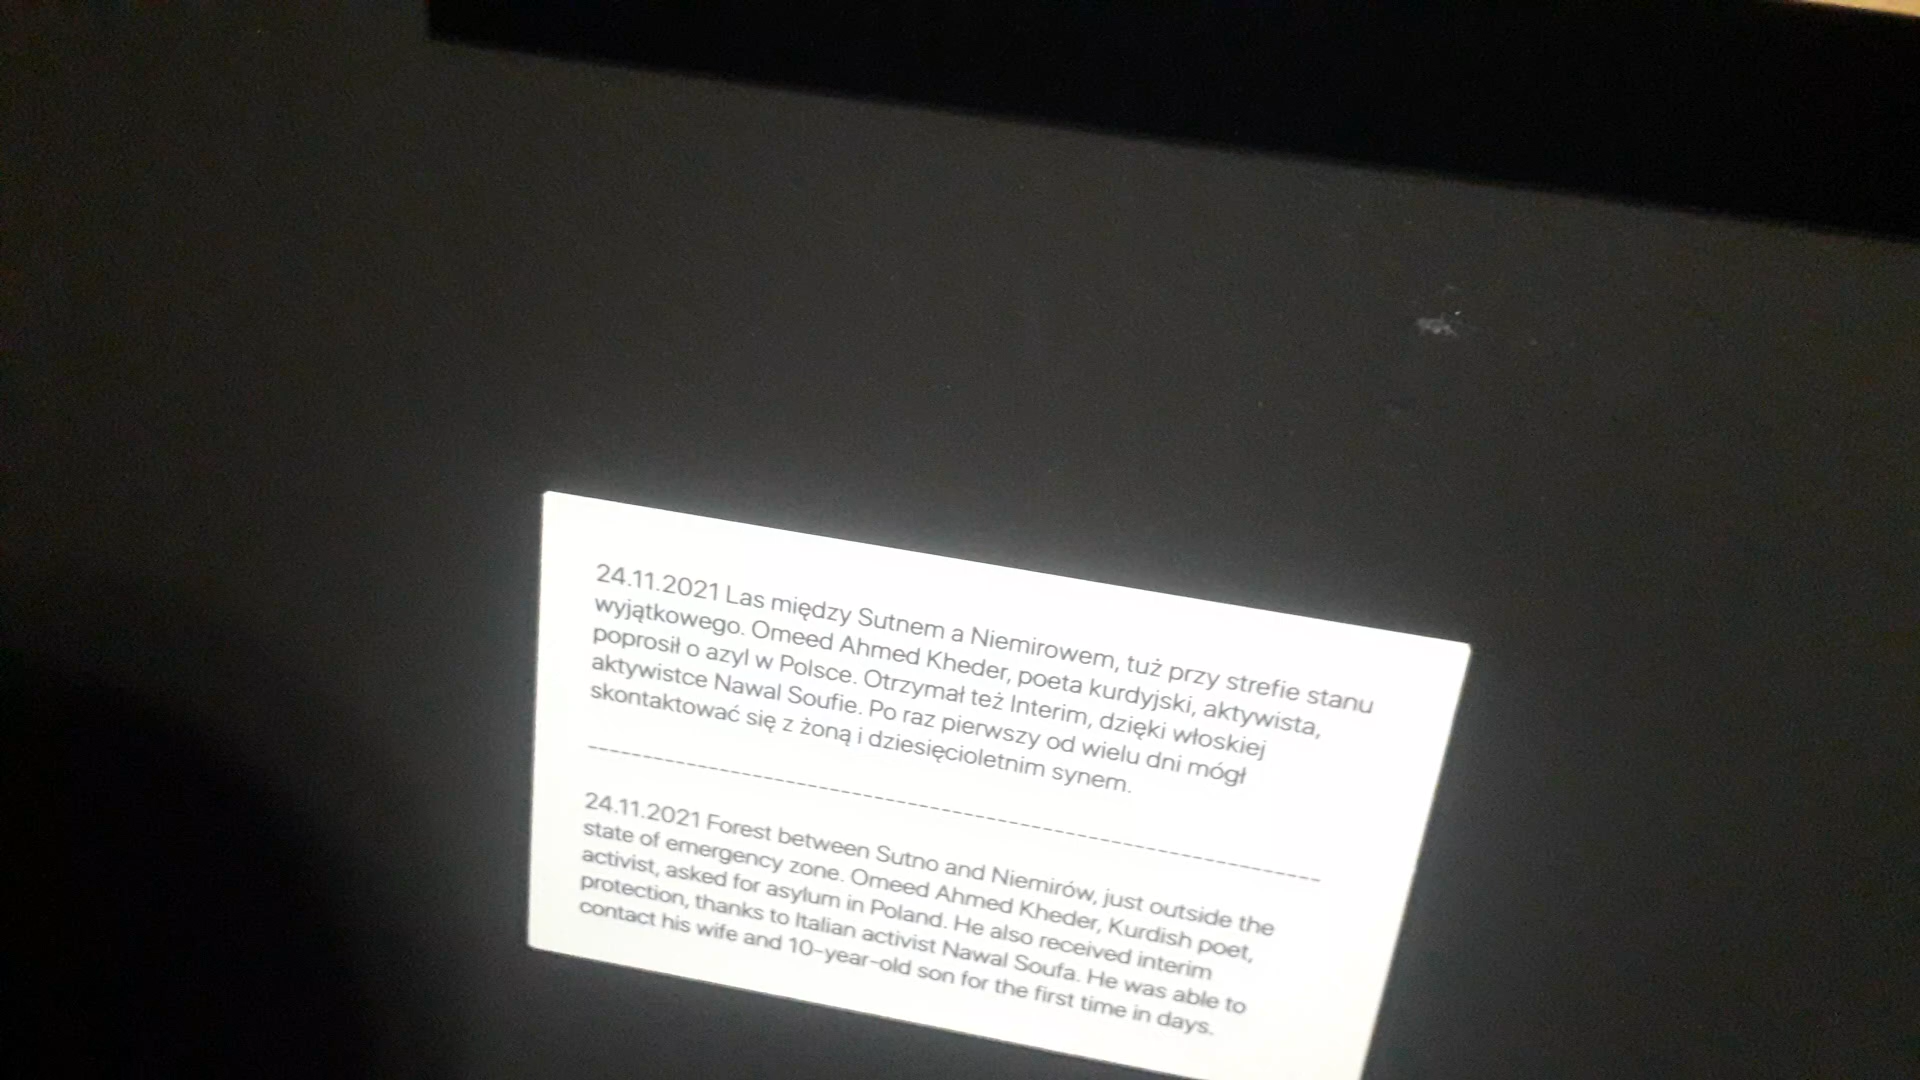 24.11.2021 Las między Sutnem a Niemirowem, tuż przy strefie stanu
wyjątkowego. Omeed Ahmed Kheder, poeta kurdyjski, aktywista,
poprosił o azyl w Polsce. Otrzymał też Interim, dzięki włoskiej
aktywistce Nawal Soufie. Po raz pierwszy od wielu dni mógł
skontaktować się z żoną i dziesięcioletnim synem.
--------------------------------------------------------------------
24.11.2021 Forest between Sutno and Niemirów, just outside the
state of emergency zone. Omeed Ahmed Kheder, Kurdish poet,
activist, asked for asylum in Poland. He also received interim
protection, thanks to Italian activist Nawal Soufa. He was able to
contact his wife and 10-year-old son for the first time in days.